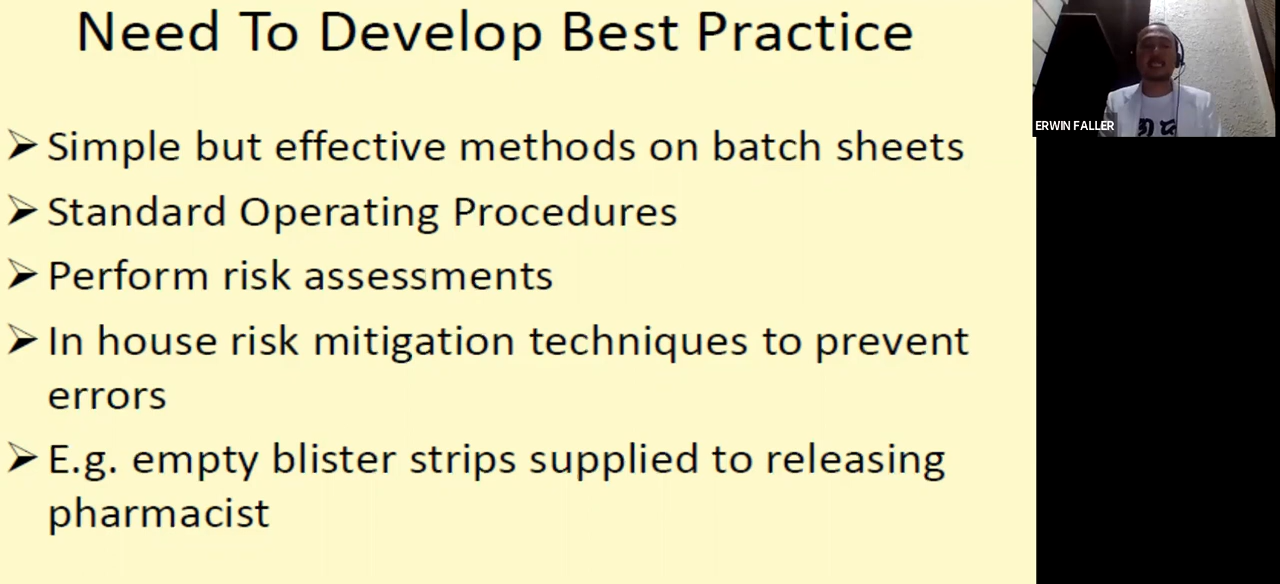 Need To Develop Best Practice
ERWIN FALLER
➢ Simple but effective methods on batch sheets
➢ Standard Operating Procedures
➢ Perform risk assessments
➢ In house risk mitigation techniques to prevent
errors
➢ E.g. empty blister strips supplied to releasing
pharmacist